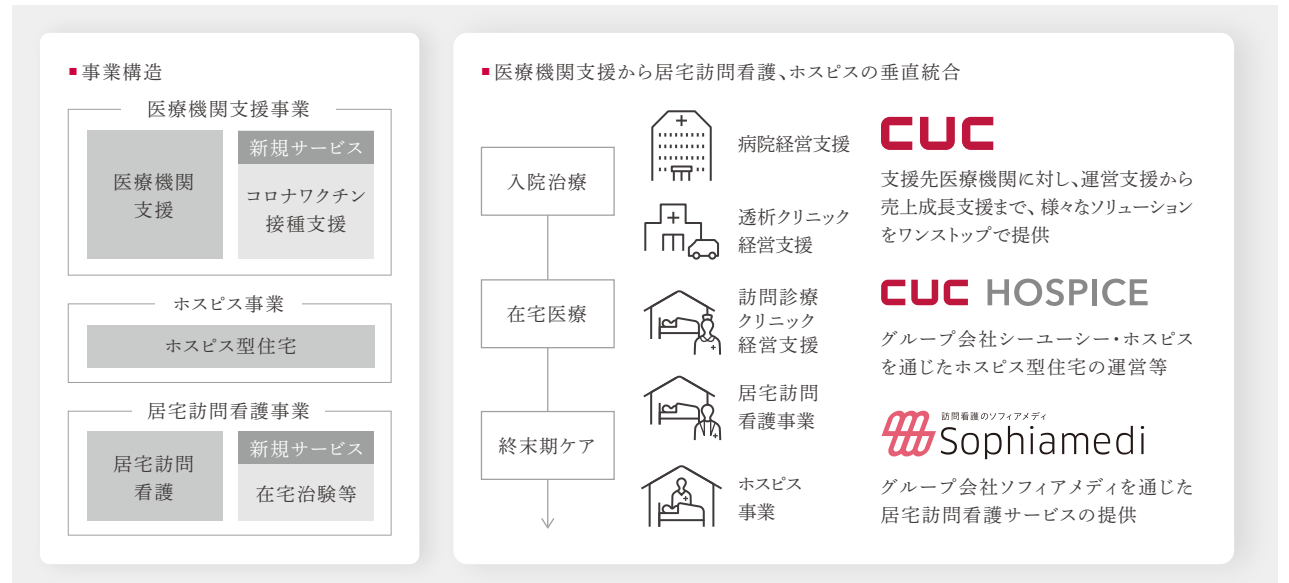 事業構造
医療機関支援事業
医療機関
支援
新規サービス
コロナワクチン
接種支援
ホスピス事業
ホスピス型住宅
居宅訪問看護事業
居宅訪問
看護
新規サービス
在宅治験等
医療機関支援から居宅訪問看護、ホスピスの垂直統合
入院治療
在宅医療
終末期ケア
病院経営支援
透析クリニック
経営支援
訪問診療
クリニック
経営支援
居宅訪問
看護事業
ホスピス
事業
CUC
支援先医療機関に対し、運営支援から
売上成長支援まで、様々なソリューション
をワンストップで提供
CUC HOSPICE
グループ会社シーユーシー・ホスピス
を通じたホスピス型住宅の運営等
訪問看護のソフィアメディ
Sophiamedi
グループ会社ソフィアメディを通じた
居宅訪問看護サービスの提供